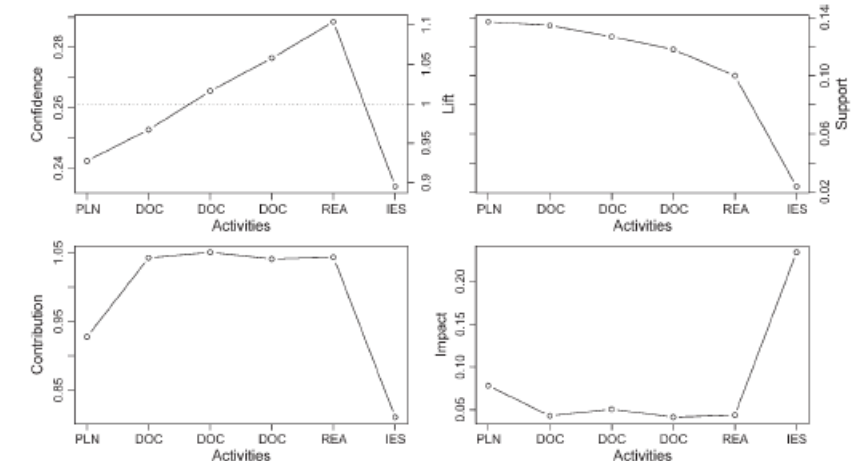 Confidence
0.24 0.26 0.28
0.9 0.95 1 1.05 1.1
Lift
PLN DOC DOC DOC REA IES
Activities
0.02 0.06 0.10 0.14
Support
PLN DOC DOC DOC REA IES
Activities
Contribution
0.85 0.95 1.05
PLN DOC DOC DOC REA IES
Activities
Impact
0.05 0.10 0.15 0.20
PLN DOC DOC DOC REA IES
Activities